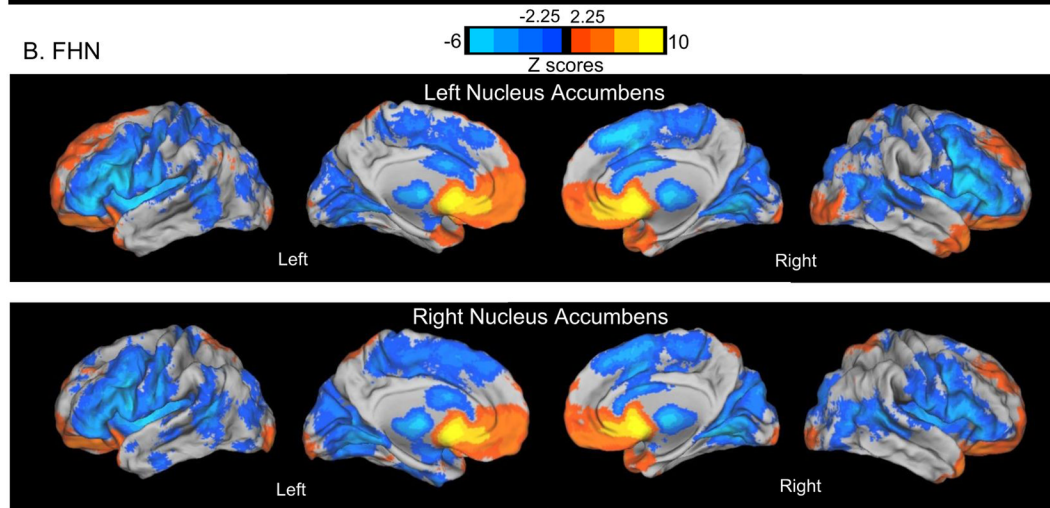 -2.25 2.25
B. FHN
-6 10
Z scores
Left Nucleus Accumbens
Left Right
Right Nucleus Accumbens
Left Right